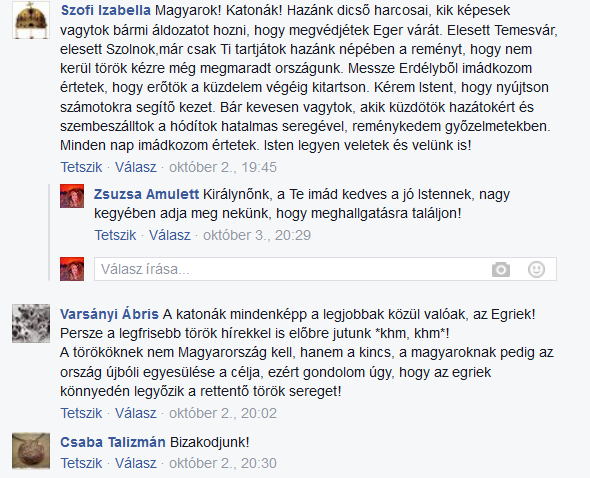 Szofi Izabella Magyarok! Katonák! Hazánk dicső harcosai, kik képesek
vagytok bármi áldozatot hozni, hogy megvédjétek Eger várát. Elesett Temesvár,
elesett Szolnok,már csak Ti tartjátok hazánk népében a reményt, hogy nem
kerül török kézre még megmaradt országunk. Messze Erdélyből imádkozom
értetek, hogy erőtök a küzdelem végéig kitartson. Kérem Istent, hogy nyújtson
számotokra segítő kezet. Bár kevesen vagytok, akik küzdötök hazátokért és
szembeszálltok a hódítok hatalmas seregével, reménykedem győzelmetekben.
Minden nap imádkozom értetek. Isten legyen veletek és velünk is!
Tetszik · Válasz · október 2., 19:45
Zsuzsa Amulett Királynőnk, a Te imád kedves a jó Istennek, nagy
kegyében adja meg nekünk, hogy meghallgatásra találjon!
Tetszik · Válasz · október 3., 20:29
Válasz írása...
Varsányi Ábris A katonák mindenképp a legjobbak közül valóak, az Egriek!
Persze a legfrisebb török hírekkel is előbre jutunk *khm, khm*!
A törököknek nem Magyarország kell, hanem a kincs, a magyaroknak pedig az
ország újbóli egyesülése a célja, ezért gondolom úgy, hogy az egriek
könnyedén legyőzik a rettentő török sereget!
Tetszik · Válasz · október 2., 20:02
Csaba Talizmán Bizakodjunk!
Tetszik · Válasz · október 2., 20:30